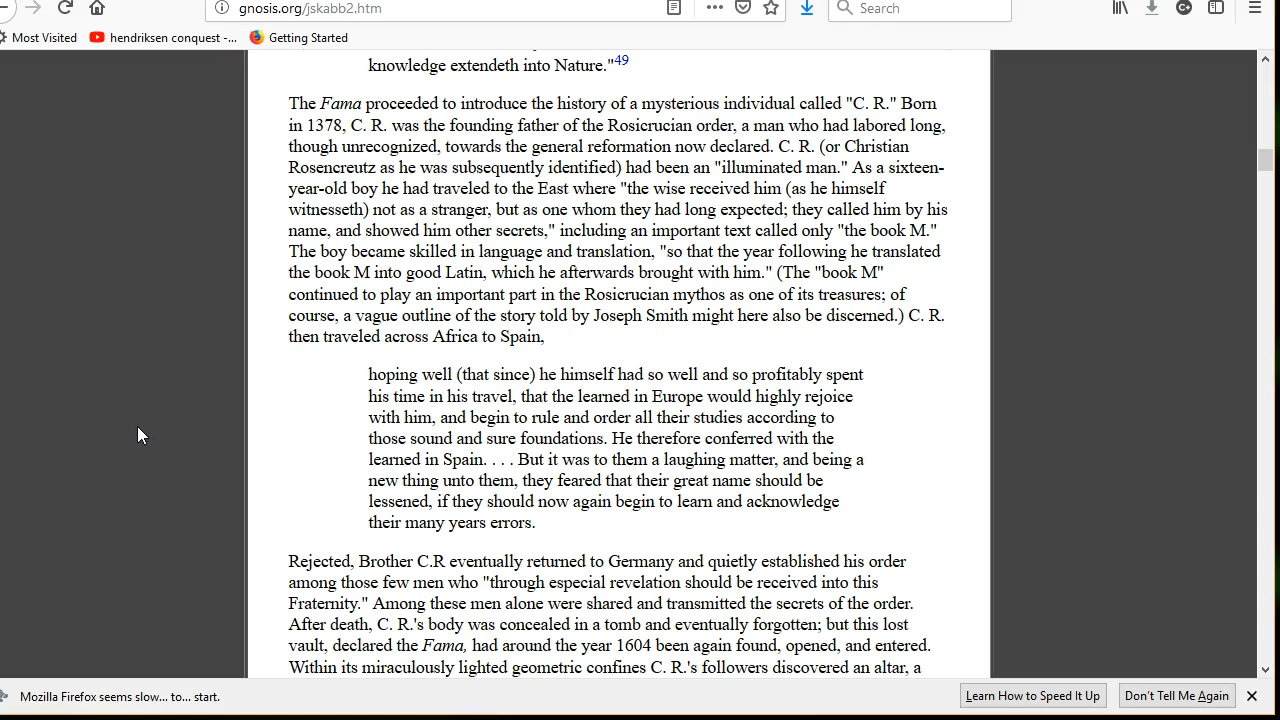 gnosis.org/jskabb2.htm
Search
Most Visited
hendriksen conquest -...
Getting Started
knowledge extendeth into Nature."49
The Fama proceeded to introduce the history of a mysterious individual called "C. R." Born
in 1378, C. R. was the founding father of the Rosicrucian order, a man who had labored long,
though unrecognized, towards the general reformation now declared. C. R. (or Christian
Rosencreutz as he was subsequently identified) had been an "illuminated man." As a sixteen-
year-old boy he had traveled to the East where "the wise received him (as he himself
witnesseth) not as a stranger, but as one whom they had long expected; they called him by his
name, and showed him other secrets," including an important text called only "the book M."
The boy became skilled in language and translation, "so that the year following he translated
the book M into good Latin, which he afterwards brought with him." (The "book M"
continued to play an important part in the Rosicrucian mythos as one of its treasures; of
course, a vague outline of the story told by Joseph Smith might here also be discerned.) C. R.
then traveled across Africa to Spain,
hoping well (that since) he himself had so well and so profitably spent
his time in his travel, that the learned in Europe would highly rejoice
with him, and begin to rule and order all their studies according to
those sound and sure foundations. He therefore conferred with the
learned in Spain. . . . But it was to them a laughing matter, and being a
new thing unto them, they feared that their great name should be
lessened, if they should now again begin to learn and acknowledge
their many years errors.
Rejected, Brother C.R eventually returned to Germany and quietly established his order
among those few men who "through especial revelation should be received into this
Fraternity." Among these men alone were shared and transmitted the secrets of the order.
After death, C. R.'s body was concealed in a tomb and eventually forgotten; but this lost
vault, declared the Fama, had around the year 1604 been again found, opened, and entered.
Within its miraculously lighted geometric confines C. R.'s followers discovered an altar, a
Mozilla Firefox seems slow... to... start.
Learn How to Speed It Up
Don't Tell Me Again